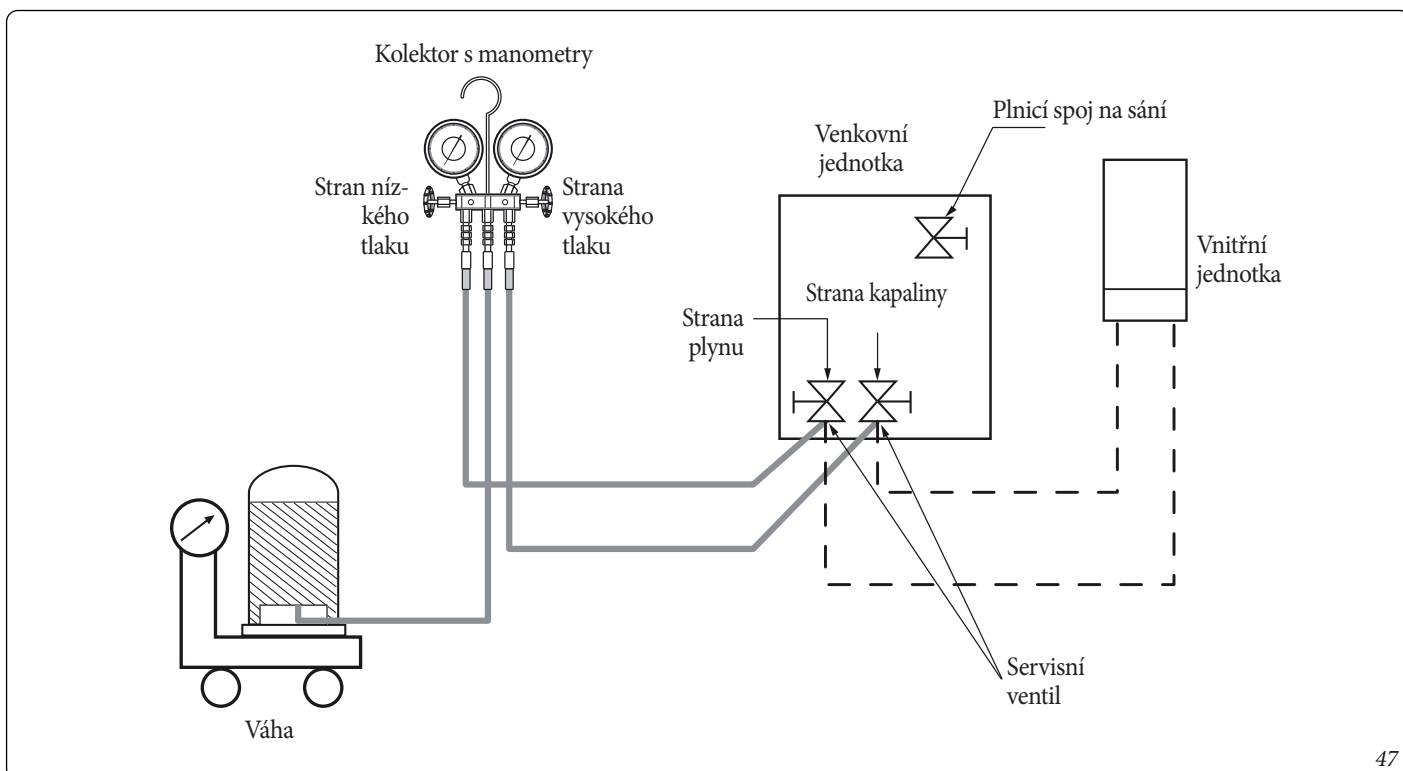 Kolektor s manometry
Plnicí spoj na sání
Venkovní
jednotka
Stran níz-
kého
tlaku
Strana
vysokého
tlaku
Vnitřní
jednotka
Strana kapaliny
Strana
plynu
Servisní
ventil
Váha
47